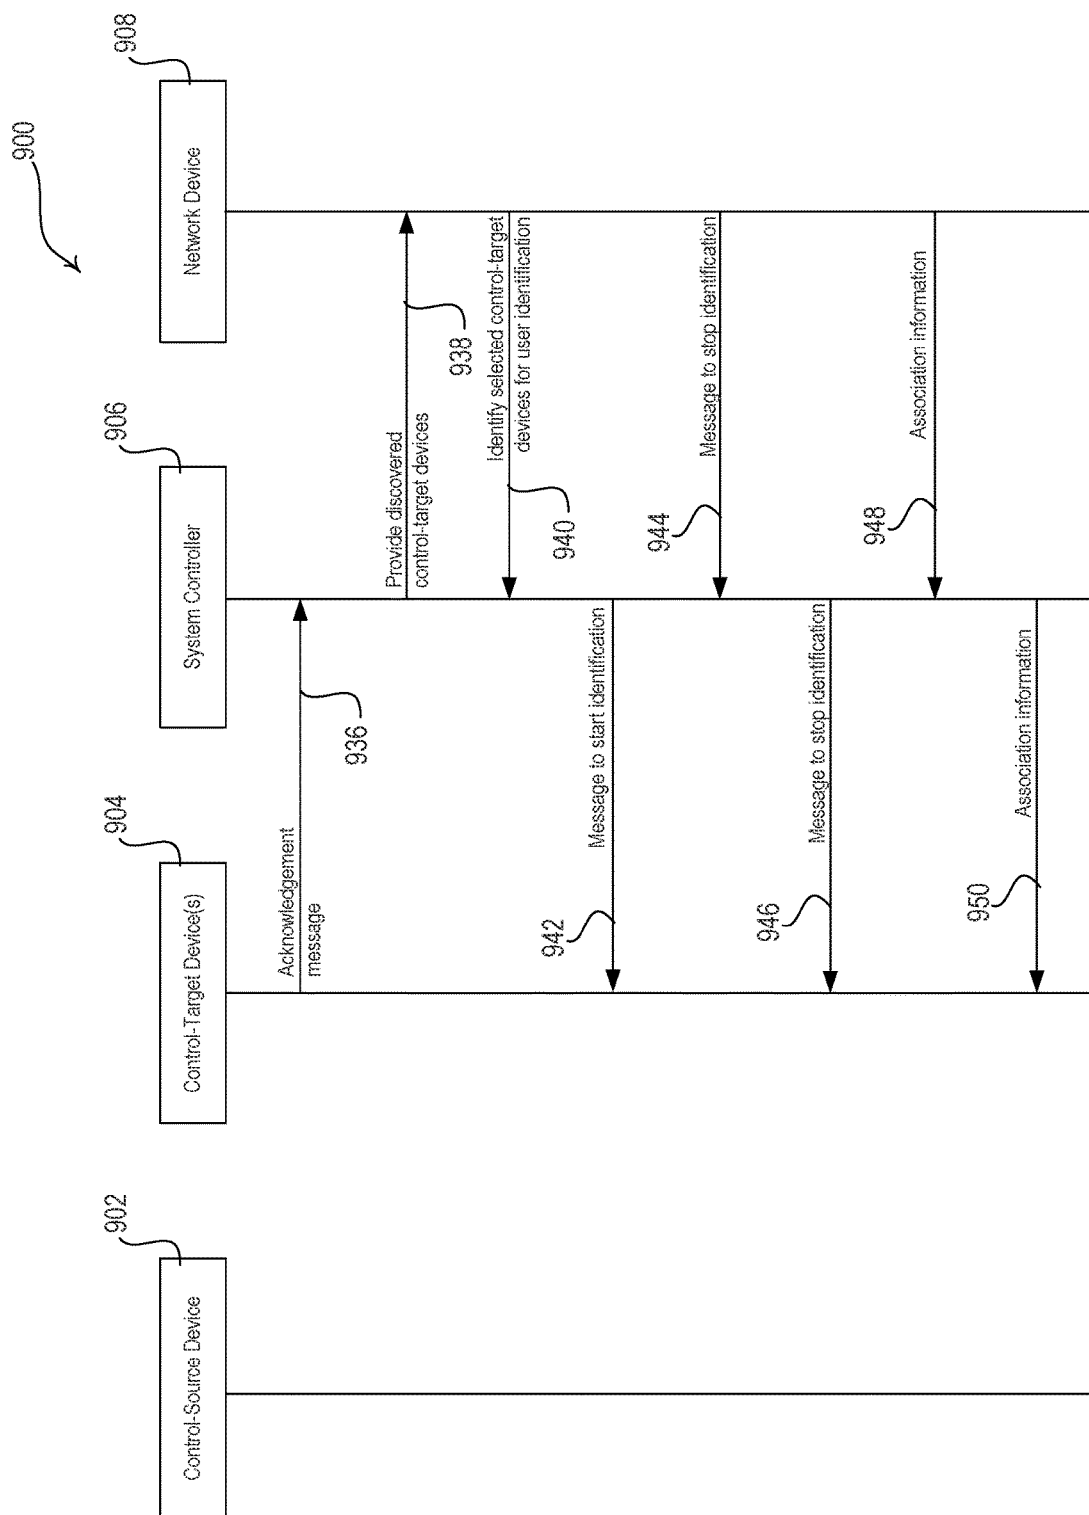 900
902
904
906
908
Control-Source Device
Control-Target Device(s)
System Controller
Network Device
Acknowledgement
message
936
Provide discovered
control-target devices
938
Identify selected control-target
devices for user identification
940
Message to start identification
942
Message to stop identification
944
Message to stop identification
946
Association information
948
Association information
950